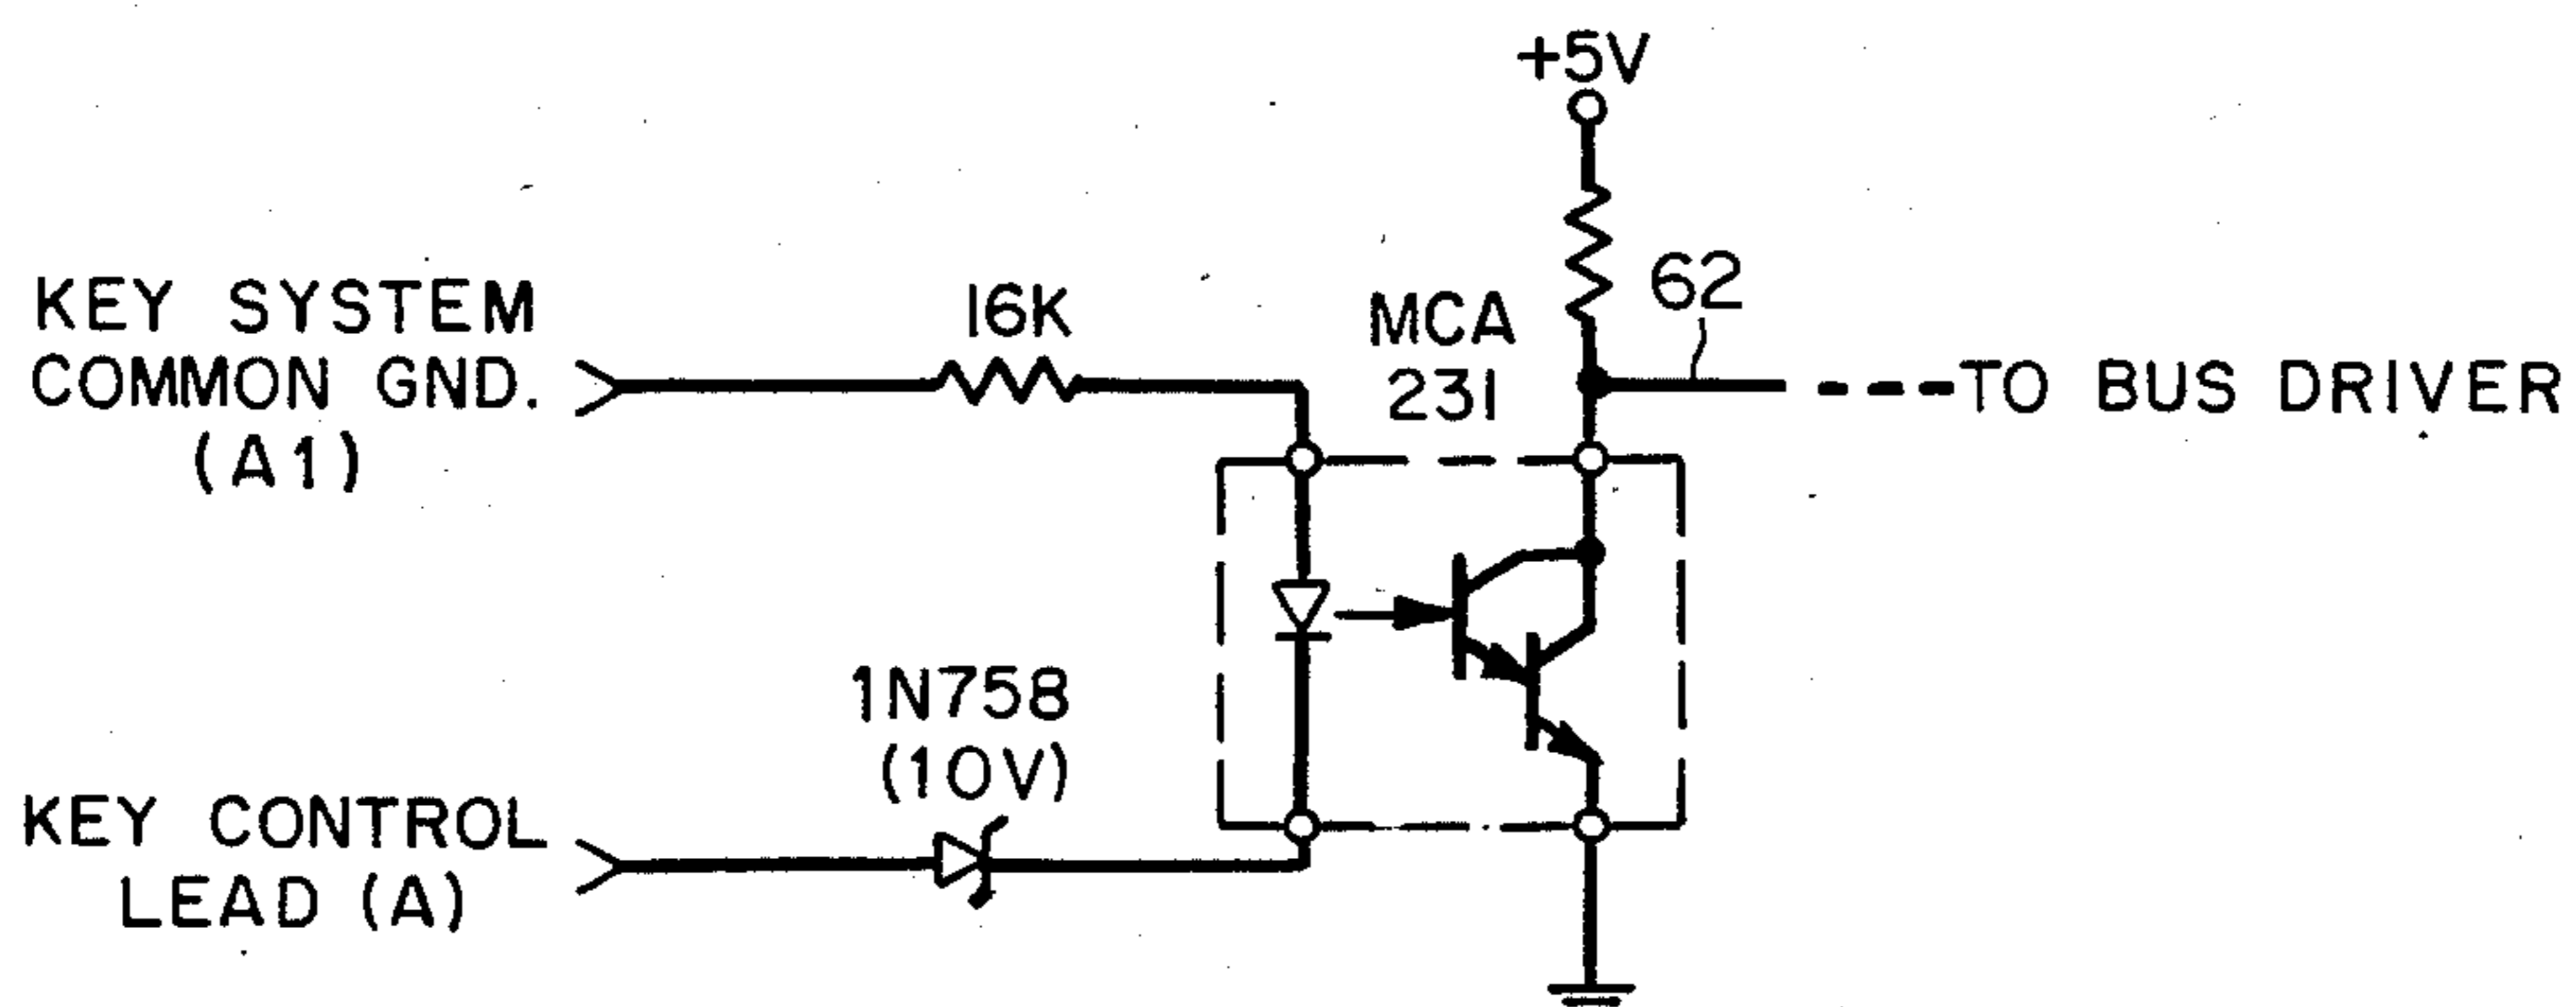 +5V
KEY SYSTEM
COMMON GND.
(A1)
16K
MCA
231
62
TO BUS DRIVER
1N758
(10V)
KEY CONTROL
LEAD (A)